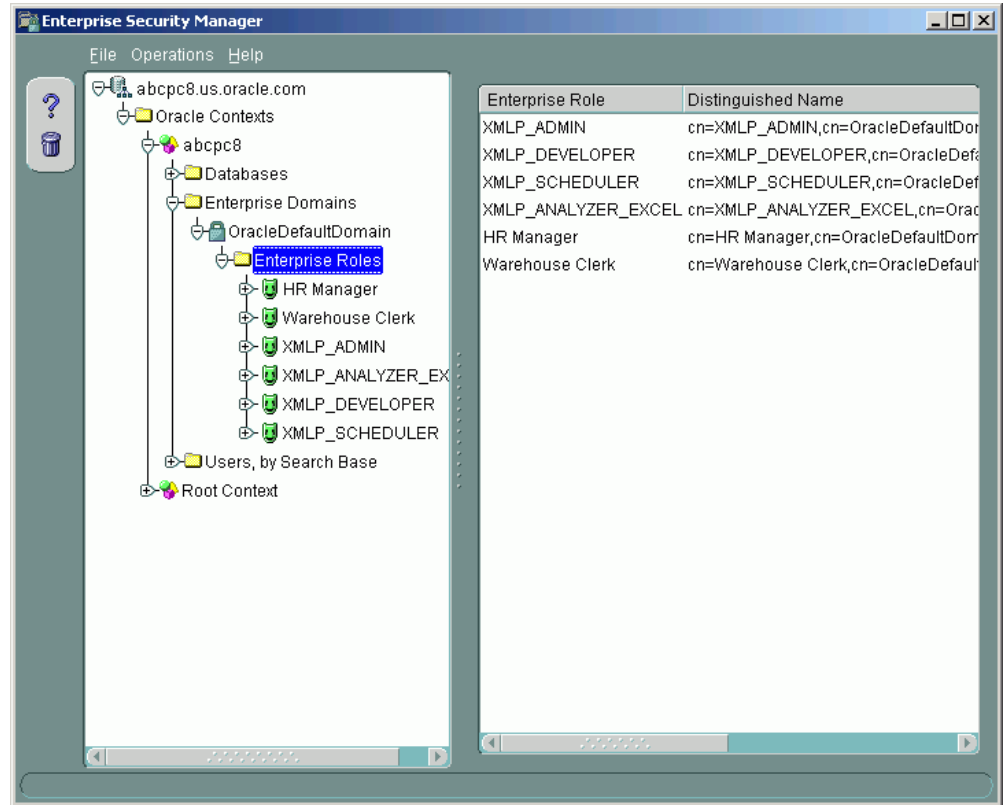 Enterprise Security Manager
File Operations Help
abcpc8.us.oracle.com
Oracle Contexts
abcpc8
Databases
Enterprise Domains
OracleDefaultDomain
Enterprise Roles
HR Manager
Warehouse Clerk
XMLP_ADMIN
XMLP_ANALYZER_EX
XMLP_DEVELOPER
XMLP_SCHEDULER
Users, by Search Base
Root Context
Enterprise Role Distinguished Name
XMLP_ADMIN cn=XMLP_ADMIN,cn=OracleDefaultDor
XMLP_DEVELOPER cn=XMLP_DEVELOPER,cn=OracleDefa
XMLP_SCHEDULER cn=XMLP_SCHEDULER,cn=OracleDef
XMLP_ANALYZER_EXCEL cn=XMLP_ANALYZER_EXCEL,cn=Orac
HR Manager cn=HR Manager,cn=OracleDefaultDom
Warehouse Clerk cn=Warehouse Clerk,cn=OracleDefaul